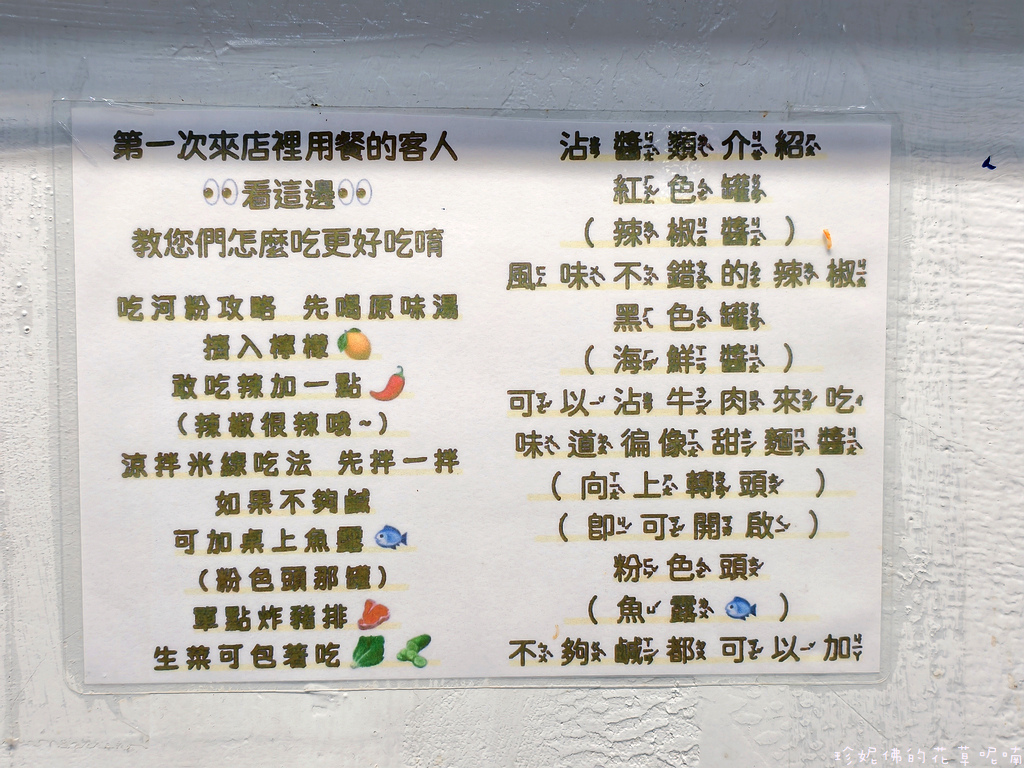 第一次來店裡用餐的客人
👀看這邊👀
教您們怎麼吃更好吃唷
吃河粉攻略 先喝原味湯
擠入檸檬🍋
敢吃辣加一點🌶️
(辣椒很辣哦~)
涼拌米線吃法 先拌一拌
如果不夠鹹
可加桌上魚露🐟
(粉色頭那罐)
單點炸豬排🥩
生菜可包著吃🥬🥒
沾醬類介紹
紅色罐
(辣椒醬)
風味不錯的辣椒
黑色罐
(海鮮醬)
可以沾牛肉來吃
味道徧像甜麵醬
(向上轉頭)
(即可開啟)
粉色頭
(魚露🐟)
不夠鹹都可以加
珍妮佛的花草呢喃